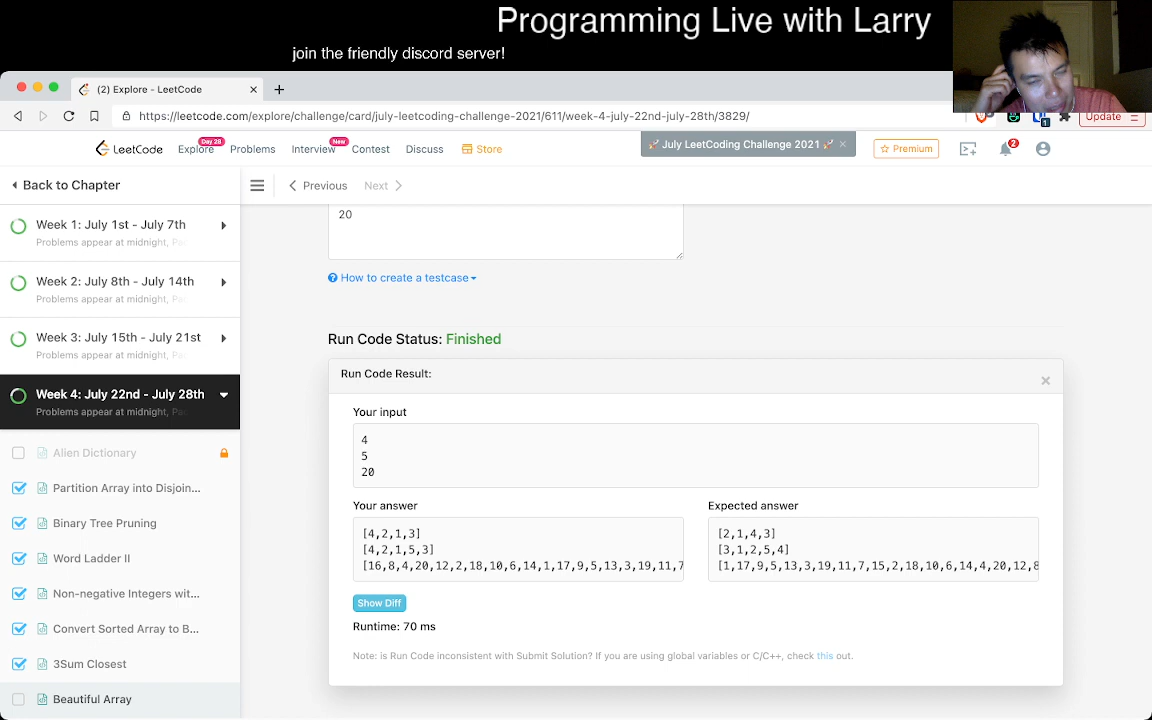 Programming Live with Larry
join the friendly discord server!
(2) Explore - LeetCode
https://leetcode.com/explore/challenge/card/july-leetcoding-challenge-2021/611/week-4-july-22nd-july-28th/3829/
1
Update
LeetCode
Explore
Day 28
Problems
Interview
New
Contest
Discuss
Store
🚀 July LeetCoding Challenge 2021 🚀
Premium
2
Back to Chapter
Previous
Next
Week 1: July 1st - July 7th
Problems appear at midnight, Pa
Week 2: July 8th - July 14th
Problems appear at midnight, Pa
Week 3: July 15th - July 21st
Problems appear at midnight, Pa
Week 4: July 22nd - July 28th
Problems appear at midnight, Pa
Alien Dictionary
Partition Array into Disjoin...
Binary Tree Pruning
Word Ladder II
Non-negative Integers wit...
Convert Sorted Array to B...
3Sum Closest
Beautiful Array
20
How to create a testcase
Run Code Status: Finished
Run Code Result:
Your input
4
5
20
Your answer
[4,2,1,3]
[4,2,1,5,3]
[16,8,4,20,12,2,18,10,6,14,1,17,9,5,13,3,19,11,7
Expected answer
[2,1,4,3]
[3,1,2,5,4]
[1,17,9,5,13,3,19,11,7,15,2,18,10,6,14,4,20,12,8
Show Diff
Runtime: 70 ms
Note: is Run Code inconsistent with Submit Solution? If you are using global variables or C/C++, check this out.